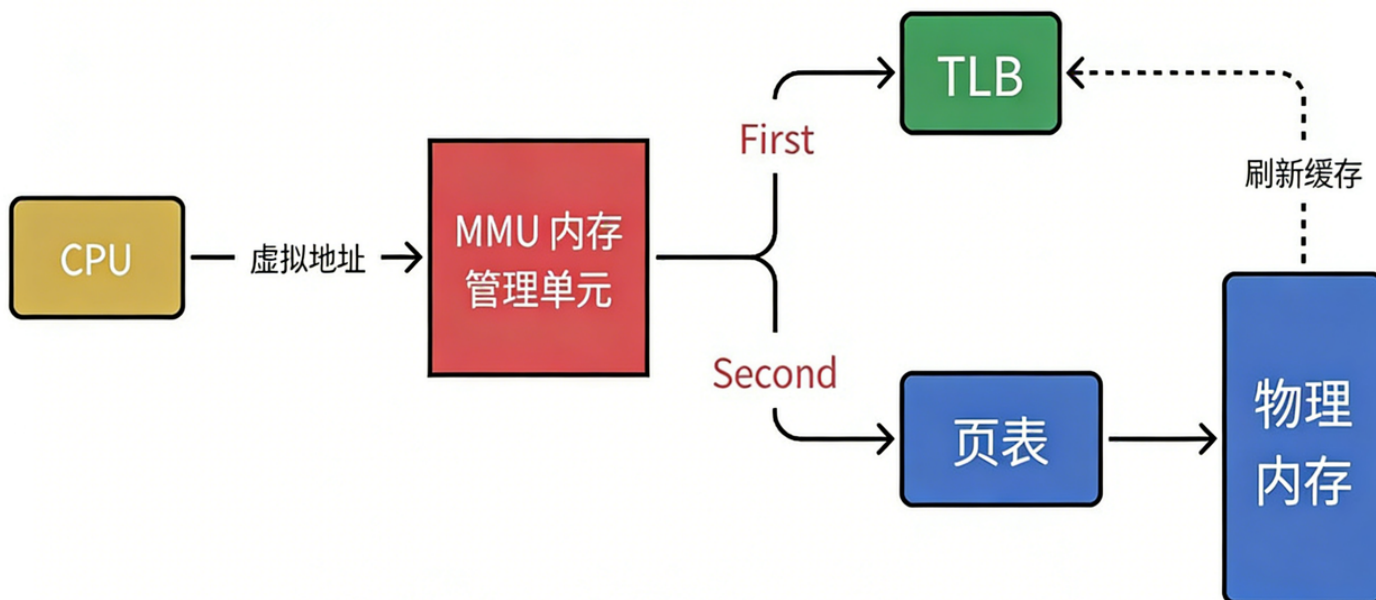 CPU
虚拟地址
MMU 内存
管理单元
First
TLB
刷新缓存
Second
页表
物理
内存